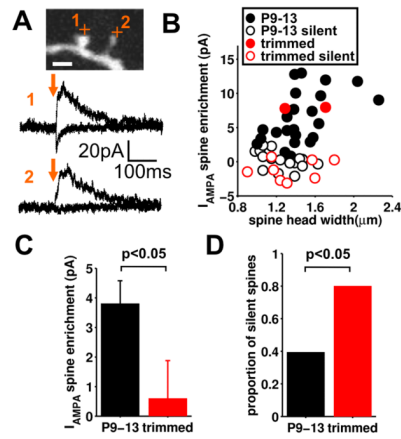 A
1 2
1
20pA
100ms
2
B
P9-13
P9-13 silent
trimmed
trimmed silent
I_AMPA spine enrichment (pA)
15
10
5
0
−5
0.8 1.2 1.6 2.0 2.4
spine head width(μm)
C
p<0.05
I_AMPA spine enrichment (pA)
5
4
3
2
1
0
P9−13 trimmed
D
p<0.05
proportion of silent spines
1
0.8
0.6
0.4
0.2
0
P9−13 trimmed